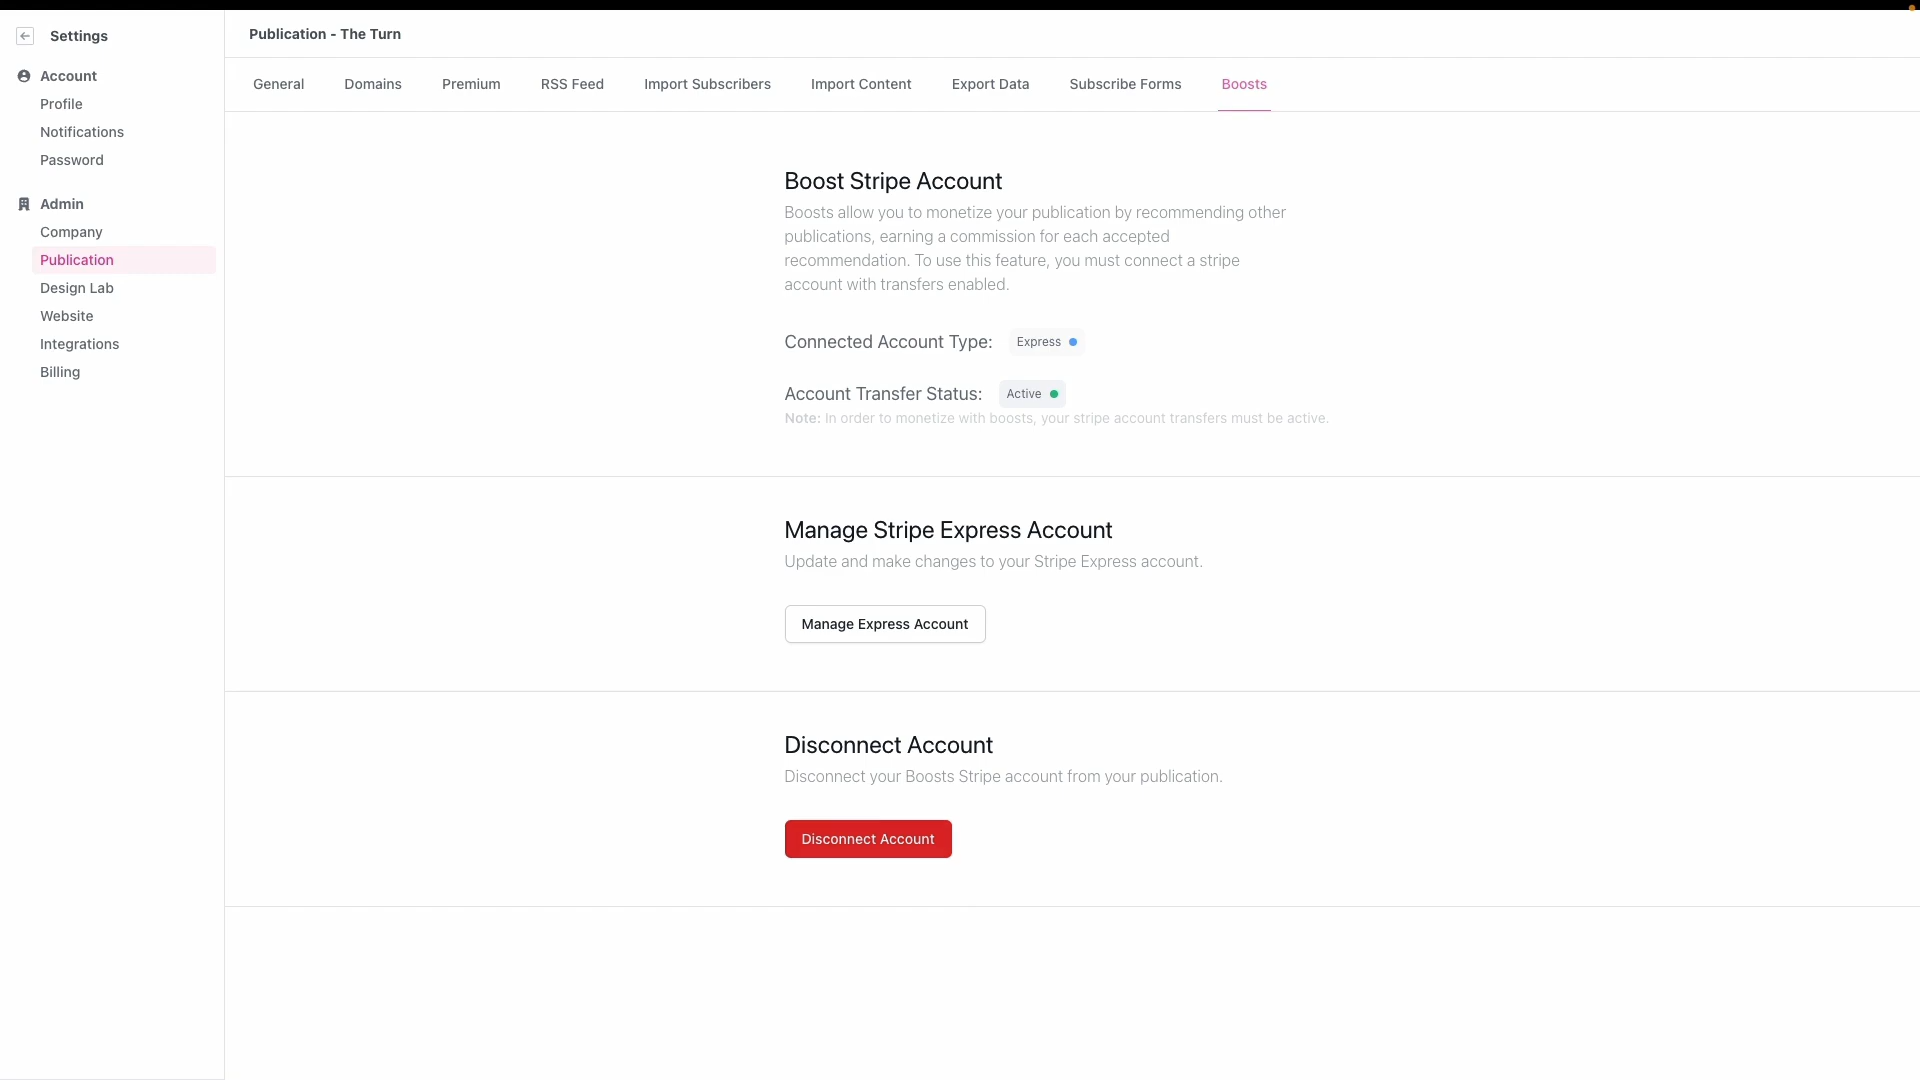 Settings
Account
Profile
Notifications
Password
Admin
Company
Publication
Design Lab
Website
Integrations
Billing
Publication - The Turn
General Domains Premium RSS Feed Import Subscribers Import Content Export Data Subscribe Forms Boosts
Boost Stripe Account
Boosts allow you to monetize your publication by recommending other
publications, earning a commission for each accepted
recommendation. To use this feature, you must connect a stripe
account with transfers enabled.
Connected Account Type: Express
Account Transfer Status: Active
Note: In order to monetize with boosts, your stripe account transfers must be active.
Manage Stripe Express Account
Update and make changes to your Stripe Express account.
Manage Express Account
Disconnect Account
Disconnect your Boosts Stripe account from your publication.
Disconnect Account